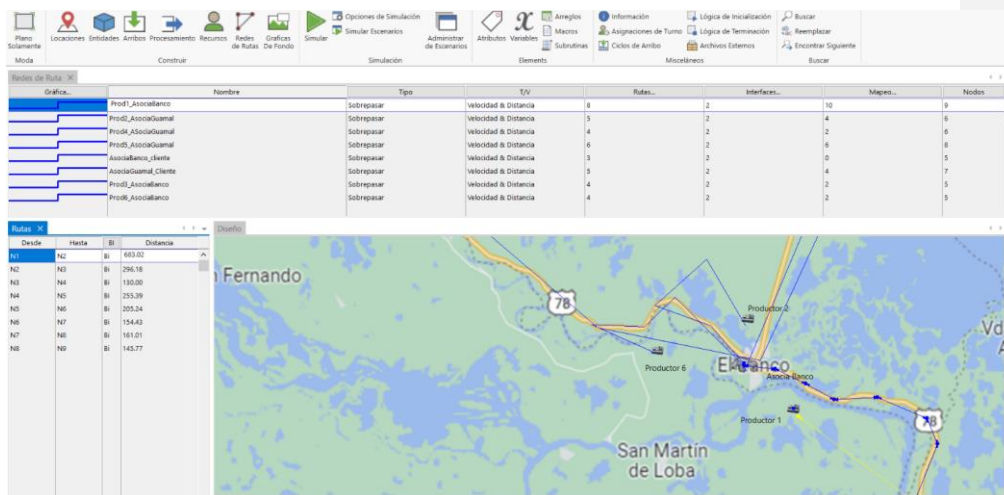 Plano Solamente
Locaciones Entidades Arribos Procesamiento Recursos Redes de Rutas Graficas De Fondo
Simular
Opciones de Simulación
Simular Escenarios
Administrar de Escenarios
Atributos Variables
Arreglos
Macros
Subrutinas
Información
Asignaciones de Turno
Ciclos de Arribo
Lógica de Inicialización
Lógica de Terminación
Archivos Externos
Buscar
Reemplazar
Encontrar Siguiente
Moda Construir Simulación Elements Misceláneos Buscar
Redes de Ruta
Gráfica... Nombre Tipo T/V Rutas... Interfaces... Mapeo... Nodos
Prod1_AsociaBanco Sobrepasar Velocidad & Distancia 8 2 10 9
Prod2_AsociaGuamal Sobrepasar Velocidad & Distancia 5 2 4 6
Prod4_ASociaGuamal Sobrepasar Velocidad & Distancia 4 2 2 6
Prod5_AsociaGuamal Sobrepasar Velocidad & Distancia 6 2 6 8
AsociaBanco_cliente Sobrepasar Velocidad & Distancia 3 2 0 5
AsociaGuamal_Cliente Sobrepasar Velocidad & Distancia 5 2 4 7
Prod3_AsociaBanco Sobrepasar Velocidad & Distancia 4 2 2 5
Prod6_AsociaBanco Sobrepasar Velocidad & Distancia 4 2 2 5
Rutas
Desde Hasta BI Distancia
N1 N2 Bi 683.02
N2 N3 Bi 296.18
N3 N4 Bi 130.00
N4 N5 Bi 255.39
N5 N6 Bi 205.24
N6 N7 Bi 154.43
N7 N8 Bi 161.01
N8 N9 Bi 145.77
Diseño
n Fernando
78
Productor 2
Vd
Productor 6
El Banco
Asocia Banco
Productor 1
78
San Martín
de Loba